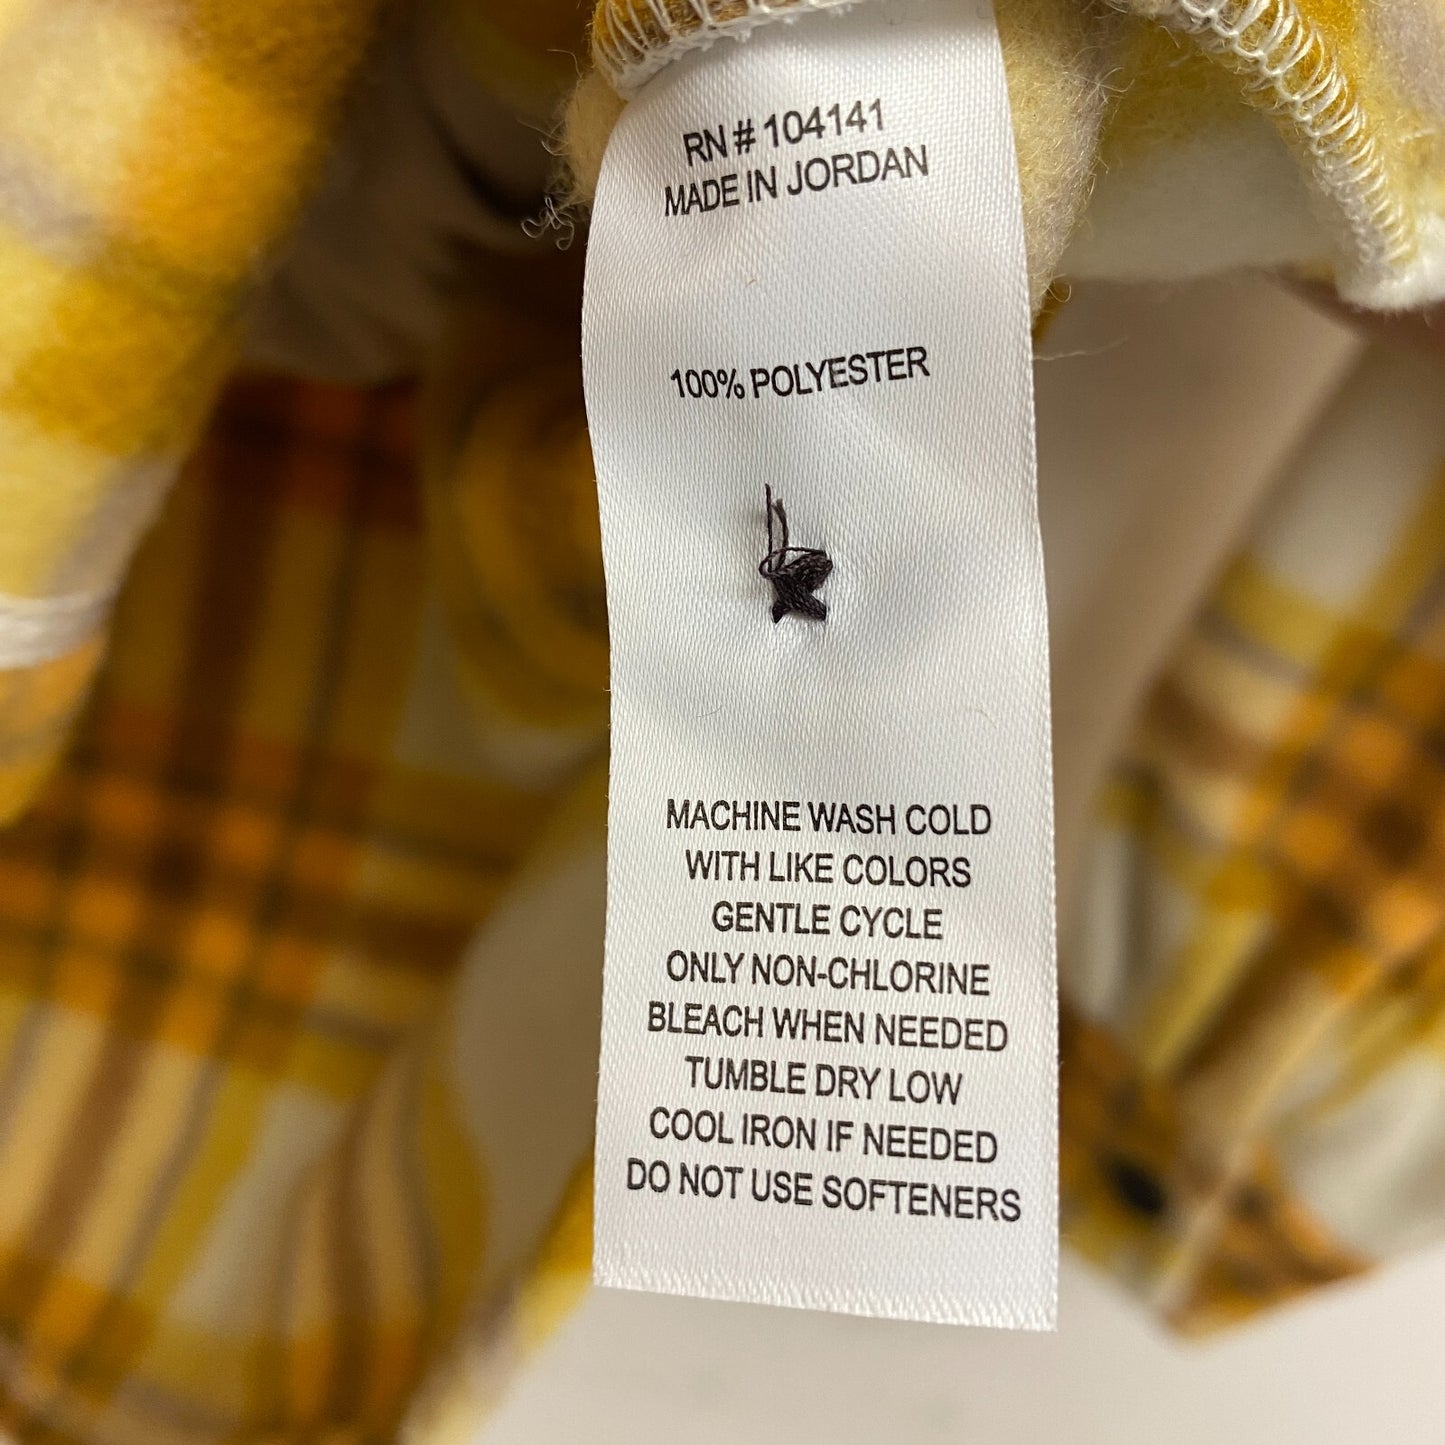 RN # 104141
MADE IN JORDAN
100% POLYESTER
MACHINE WASH COLD
WITH LIKE COLORS
GENTLE CYCLE
ONLY NON-CHLORINE
BLEACH WHEN NEEDED
TUMBLE DRY LOW
COOL IRON IF NEEDED
DO NOT USE SOFTENERS